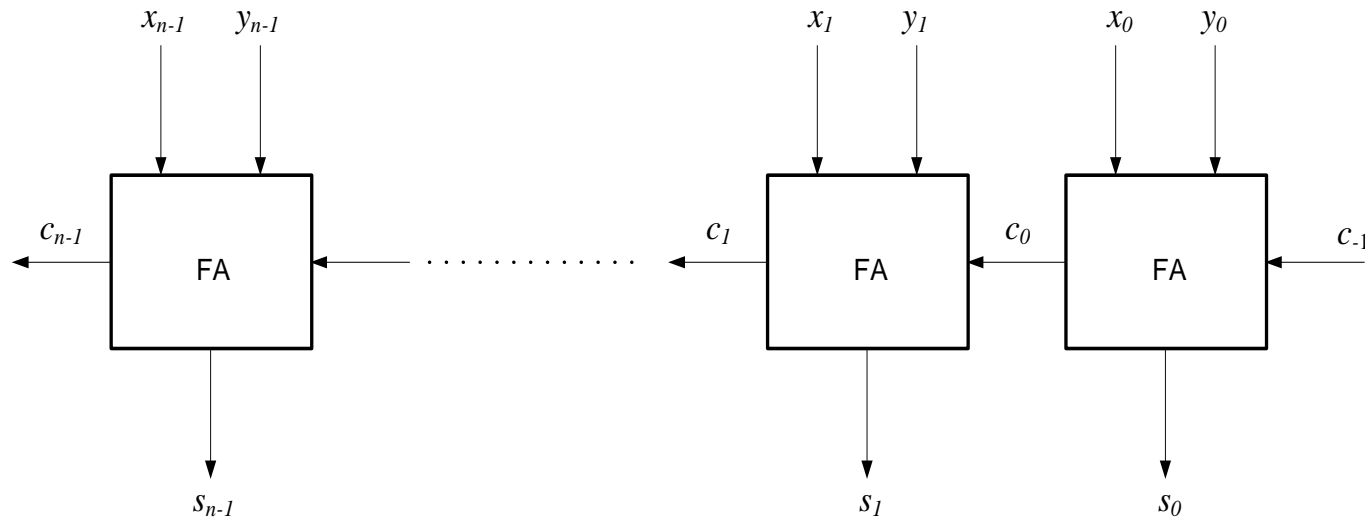 xₙ₋₁ yₙ₋₁ x₁ y₁ x₀ y₀
cₙ₋₁ FA . . . . . . . . . . . . . c₁ FA c₀ FA c₋₁
sₙ₋₁ s₁ s₀